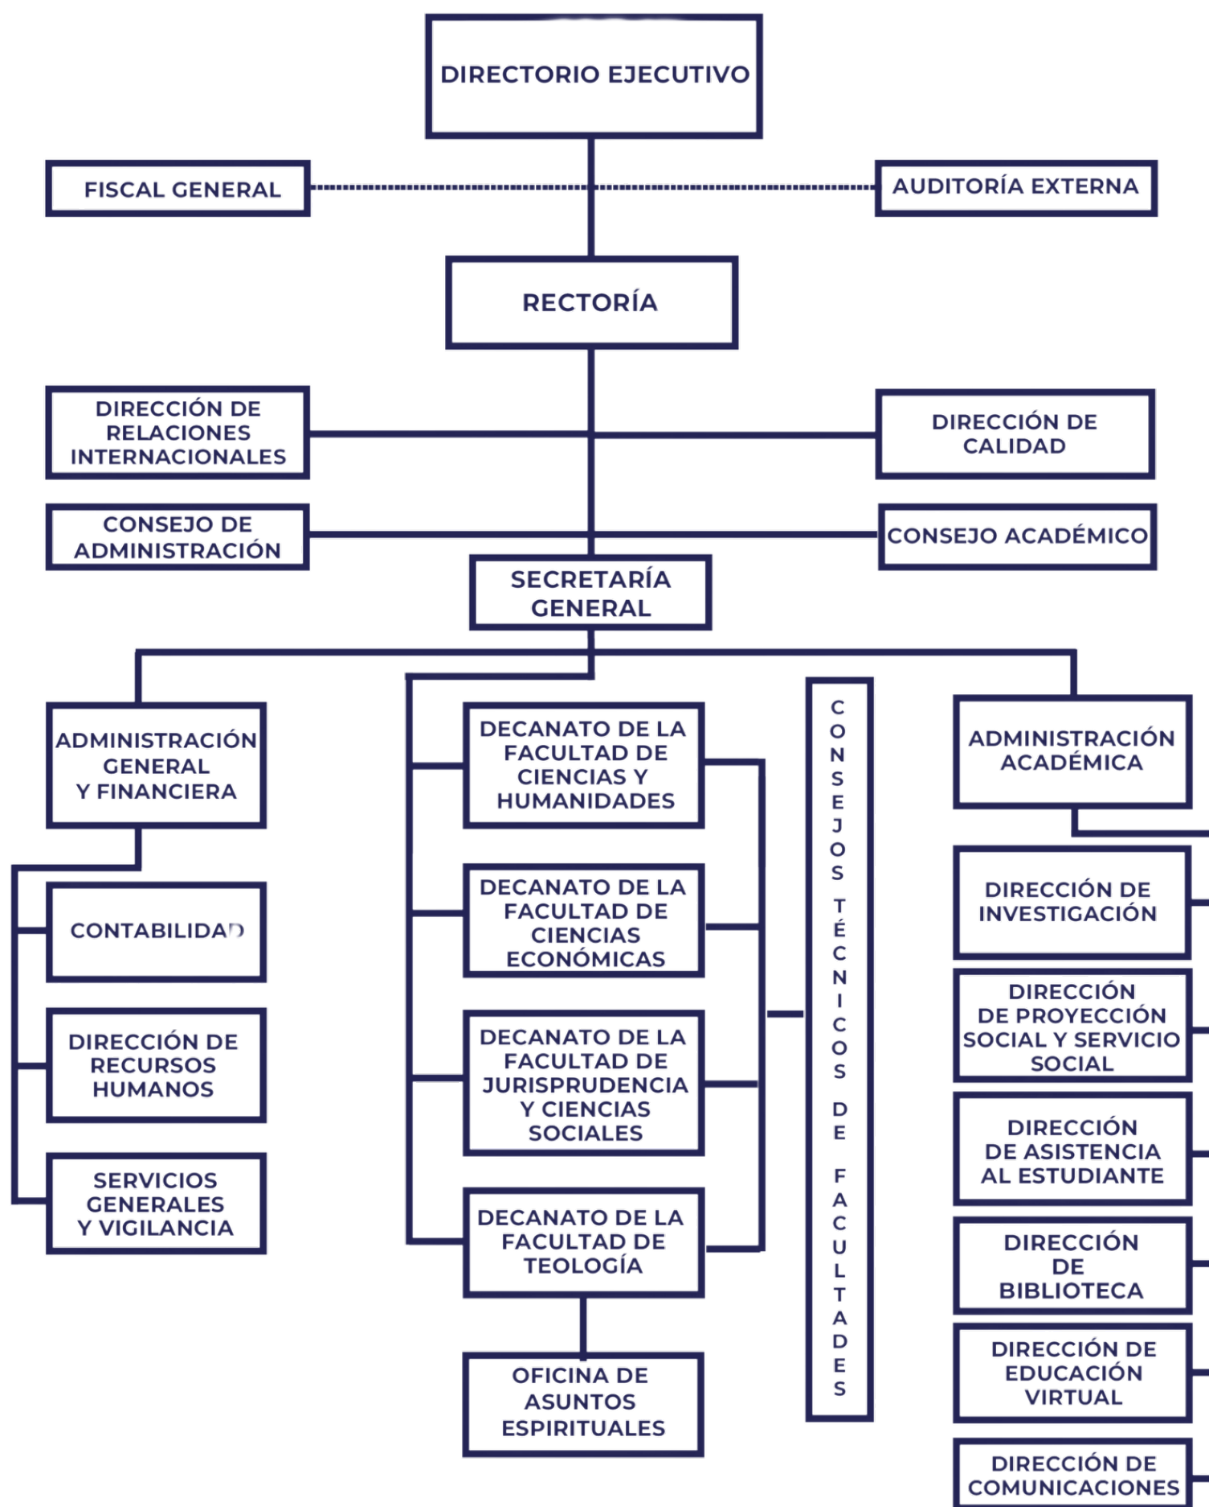 DIRECTORIO EJECUTIVO
FISCAL GENERAL
AUDITORÍA EXTERNA
RECTORÍA
DIRECCIÓN DE
RELACIONES
INTERNACIONALES
DIRECCIÓN DE
CALIDAD
CONSEJO DE
ADMINISTRACIÓN
CONSEJO ACADÉMICO
SECRETARÍA
GENERAL
ADMINISTRACIÓN
GENERAL
Y FINANCIERA
CONTABILIDAD
DIRECCIÓN DE
RECURSOS
HUMANOS
SERVICIOS
GENERALES
Y VIGILANCIA
DECANATO DE LA
FACULTAD DE
CIENCIAS Y
HUMANIDADES
DECANATO DE LA
FACULTAD DE
CIENCIAS
ECONÓMICAS
DECANATO DE LA
FACULTAD DE
JURISPRUDENCIA
Y CIENCIAS
SOCIALES
DECANATO DE LA
FACULTAD DE
TEOLOGÍA
OFICINA DE
ASUNTOS
ESPIRITUALES
CONSEJOS TÉCNICOS DE FACULTADES
ADMINISTRACIÓN
ACADÉMICA
DIRECCIÓN DE
INVESTIGACIÓN
DIRECCIÓN
DE PROYECCIÓN
SOCIAL Y SERVICIO
SOCIAL
DIRECCIÓN
DE ASISTENCIA
AL ESTUDIANTE
DIRECCIÓN
DE
BIBLIOTECA
DIRECCIÓN DE
EDUCACIÓN
VIRTUAL
DIRECCIÓN DE
COMUNICACIONES